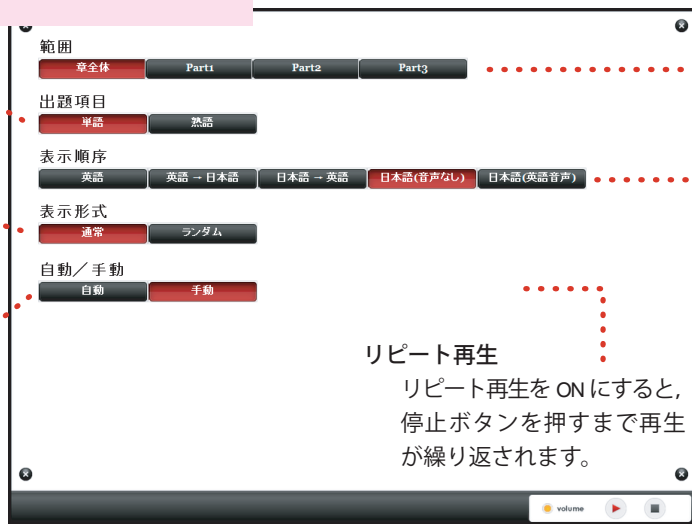 範囲
章全体 Part1 Part2 Part3
出題項目
単語 熟語
表示順序
英語 英語 → 日本語 日本語 → 英語 日本語(音声なし) 日本語(英語音声)
表示形式
通常 ランダム
自動／手動
自動 手動
リピート再生
リピート再生を ON にすると,
停止ボタンを押すまで再生
が繰り返されます。
volume